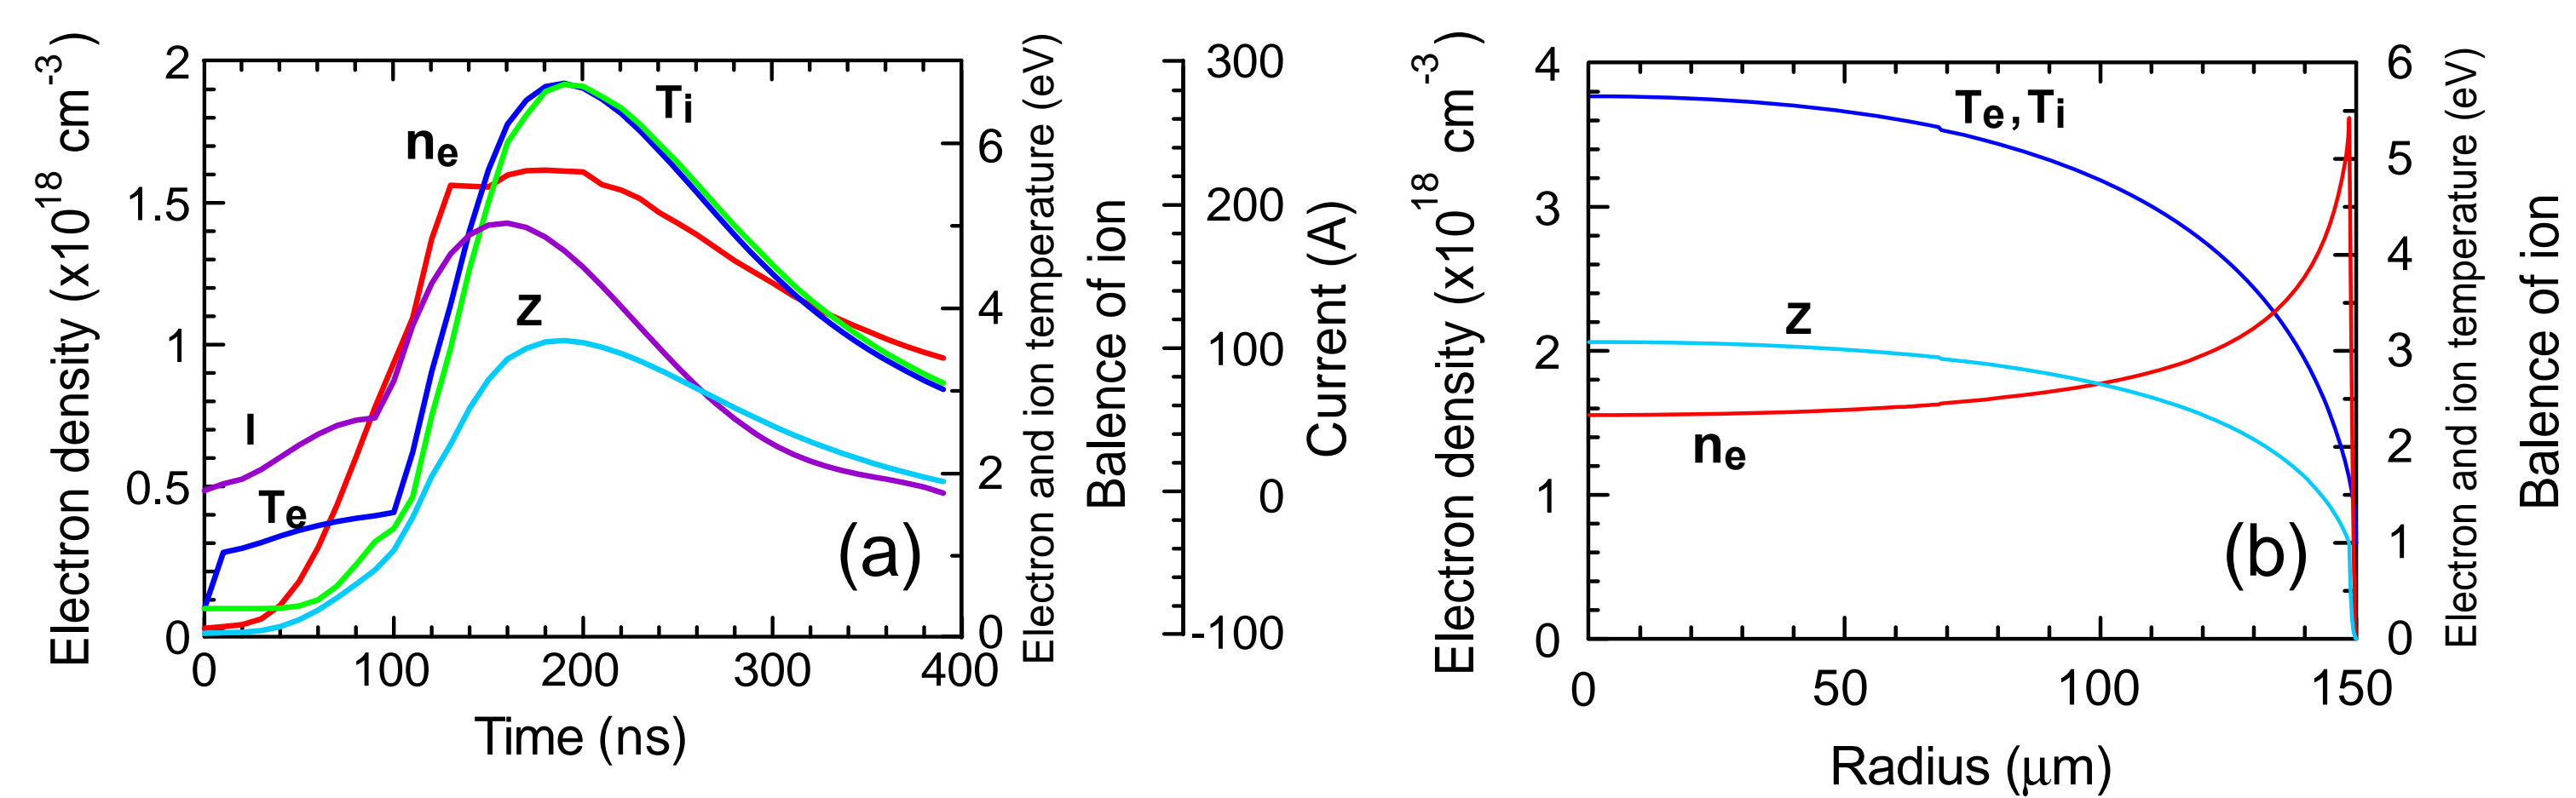 Electron density (x10^18 cm^-3)
2
1.5
1
0.5
0
n_e
T_i
I
T_e
Z
(a)
6
4
2
0
Electron and ion temperature (eV)
Balence of ion
0 100 200 300 400
Time (ns)
300
200
100
0
-100
Current (A)
Electron density (x10^18 cm^-3)
4
3
2
1
0
T_e, T_i
Z
n_e
(b)
6
5
4
3
2
1
0
Electron and ion temperature (eV)
Balence of ion
0 50 100 150
Radius (μm)